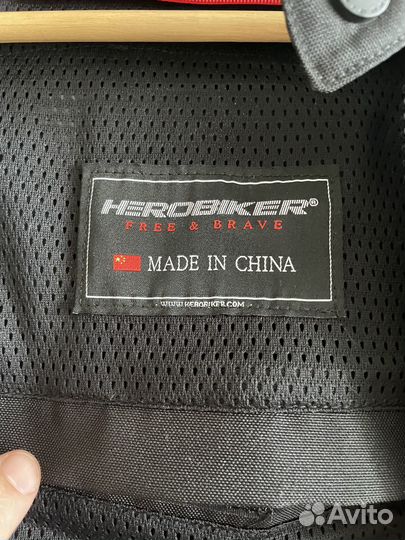 HEROBIKER®
FREE & BRAVE
MADE IN CHINA
WWW.HEROBIKER.COM
Avito